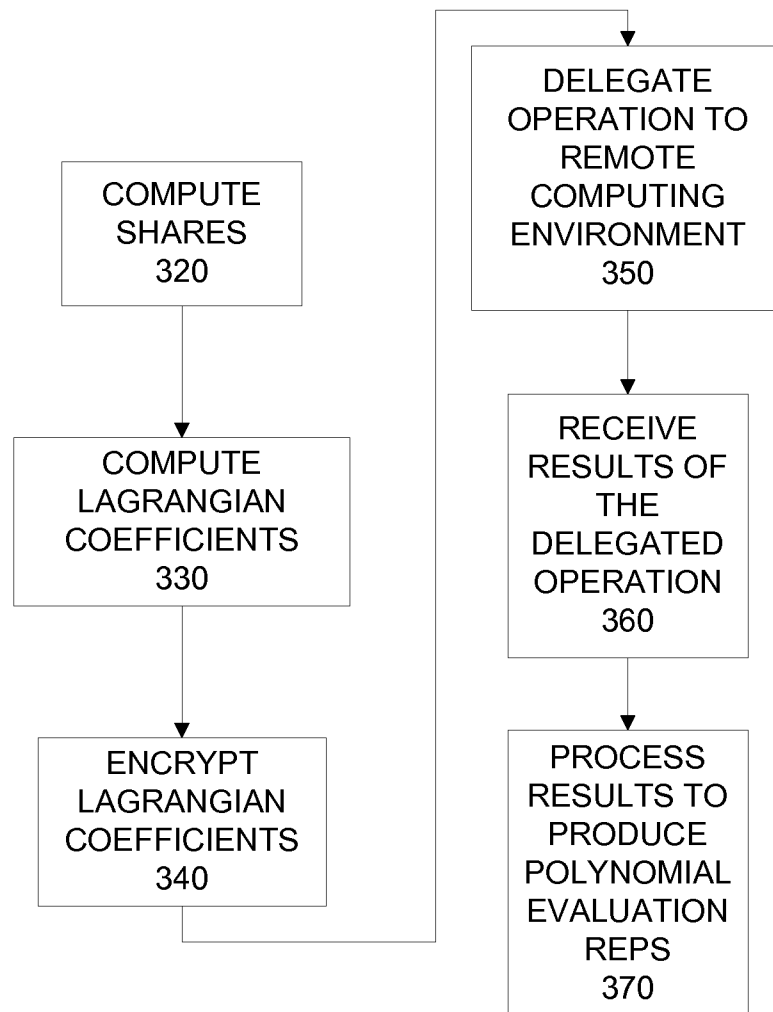 COMPUTE
SHARES
320
COMPUTE
LAGRANGIAN
COEFFICIENTS
330
ENCRYPT
LAGRANGIAN
COEFFICIENTS
340
DELEGATE
OPERATION TO
REMOTE
COMPUTING
ENVIRONMENT
350
RECEIVE
RESULTS OF
THE
DELEGATED
OPERATION
360
PROCESS
RESULTS TO
PRODUCE
POLYNOMIAL
EVALUATION
REPS
370